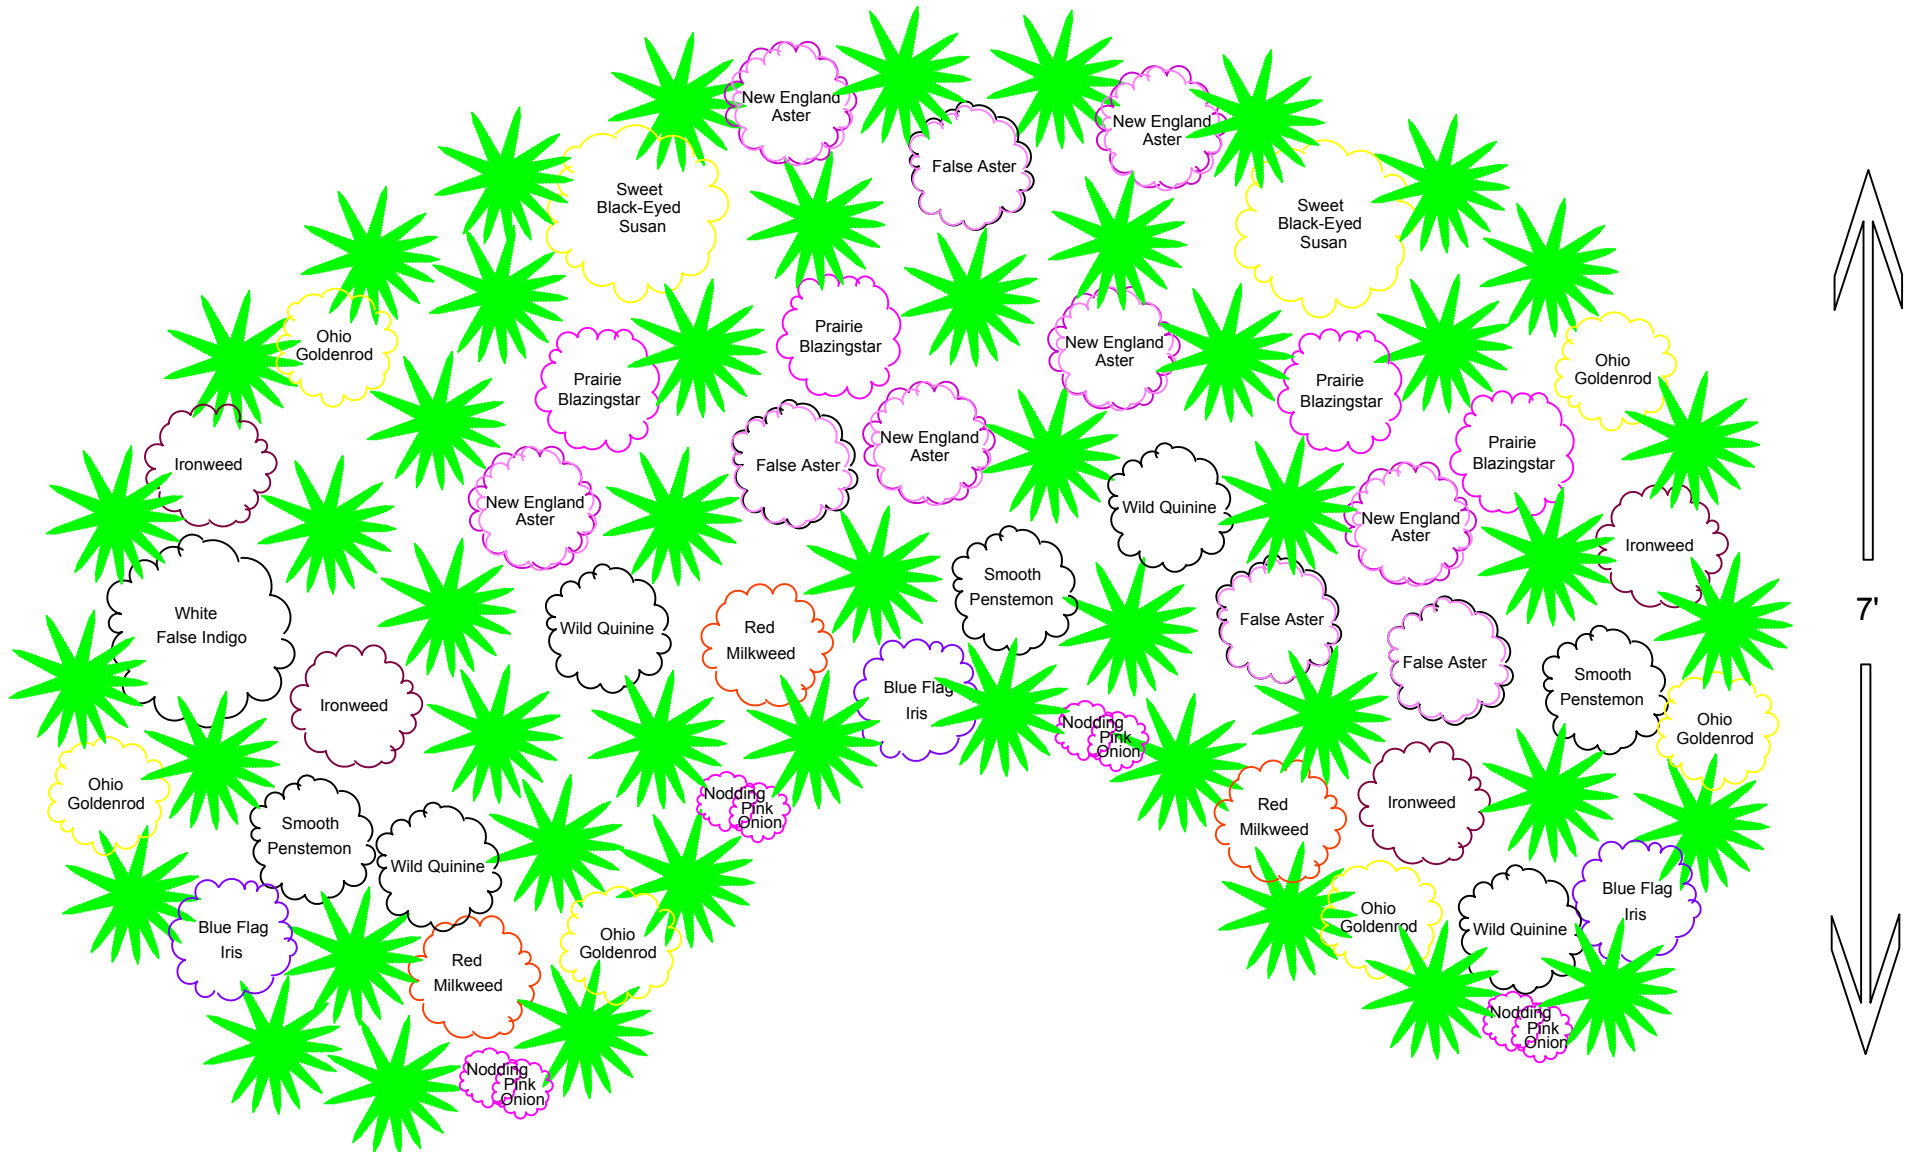 New England
Aster
False Aster
New England
Aster
Sweet
Black-Eyed
Susan
Sweet
Black-Eyed
Susan
Ohio
Goldenrod
Prairie
Blazingstar
New England
Aster
Prairie
Blazingstar
Prairie
Blazingstar
Ohio
Goldenrod
Ironweed
False Aster
New England
Aster
Prairie
Blazingstar
New England
Aster
Wild Quinine
New England
Aster
Ironweed
White
False Indigo
Wild Quinine
Red
Milkweed
Smooth
Penstemon
False Aster
False Aster
7'
Ironweed
Blue Flag
Iris
Smooth
Penstemon
Nodding
Pink
Onion
Ohio
Goldenrod
Ohio
Goldenrod
Nodding
Pink
Onion
Red
Milkweed
Ironweed
Smooth
Penstemon
Wild Quinine
Blue Flag
Iris
Blue Flag
Iris
Ohio
Goldenrod
Ohio
Goldenrod
Wild Quinine
Red
Milkweed
Nodding
Pink
Onion
Nodding
Pink
Onion